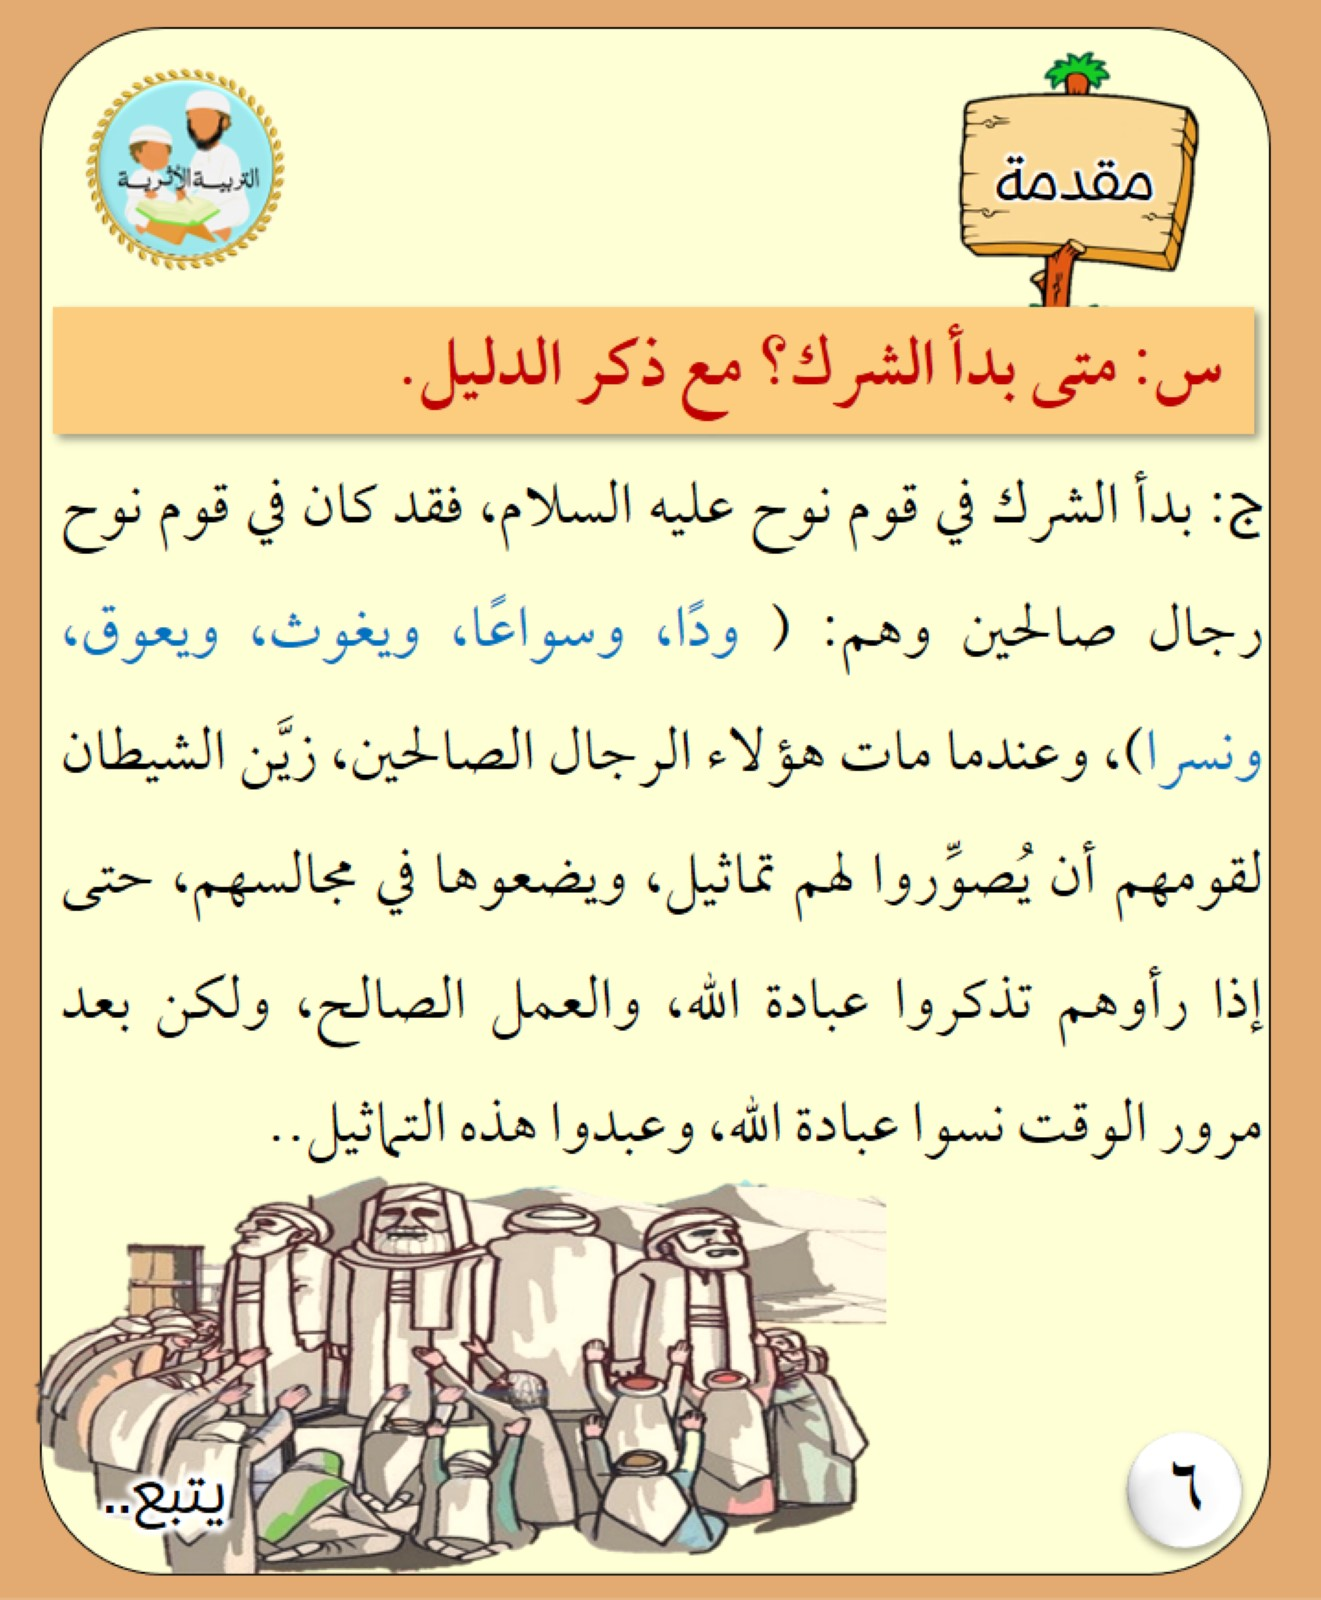 التربية الأثرية
مقدمة
س: متى بدأ الشرك؟ مع ذكر الدليل.
ج: بدأ الشرك في قوم نوح عليه السلام، فقد كان في قوم نوح
رجال صالحين وهم: ( ودًا، وسواعًا، ويغوث، ويعوق،
ونسرا)، وعندما مات هؤلاء الرجال الصالحين، زيَّن الشيطان
لقومهم أن يُصوِّروا لهم تماثيل، ويضعوها في مجالسهم، حتى
إذا رأوهم تذكروا عبادة الله، والعمل الصالح، ولكن بعد
مرور الوقت نسوا عبادة الله، وعبدوا هذه التماثيل..
يتبع..
٦